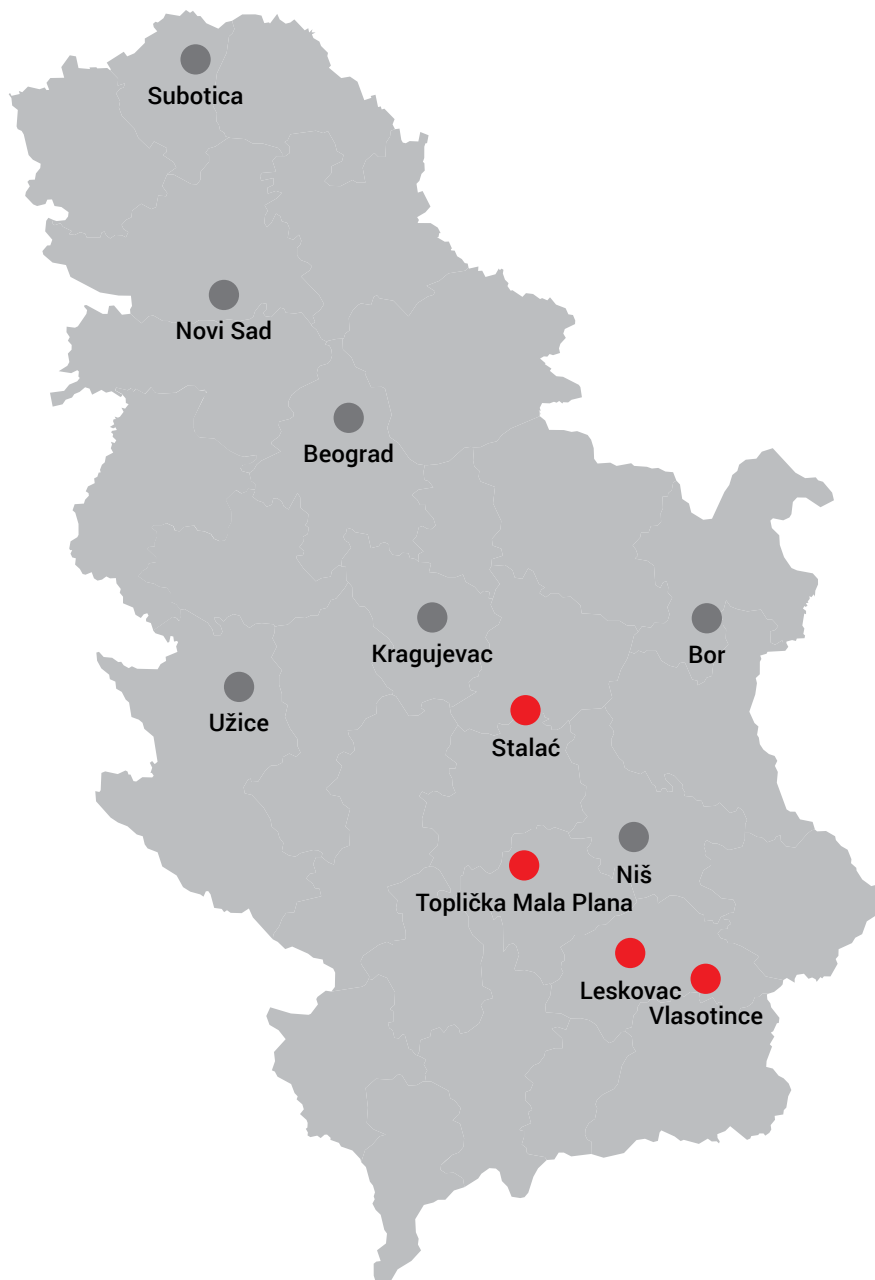 Subotica
Novi Sad
Beograd
Kragujevac
Bor
Užice
Stalać
Niš
Toplička Mala Plana
Leskovac
Vlasotince